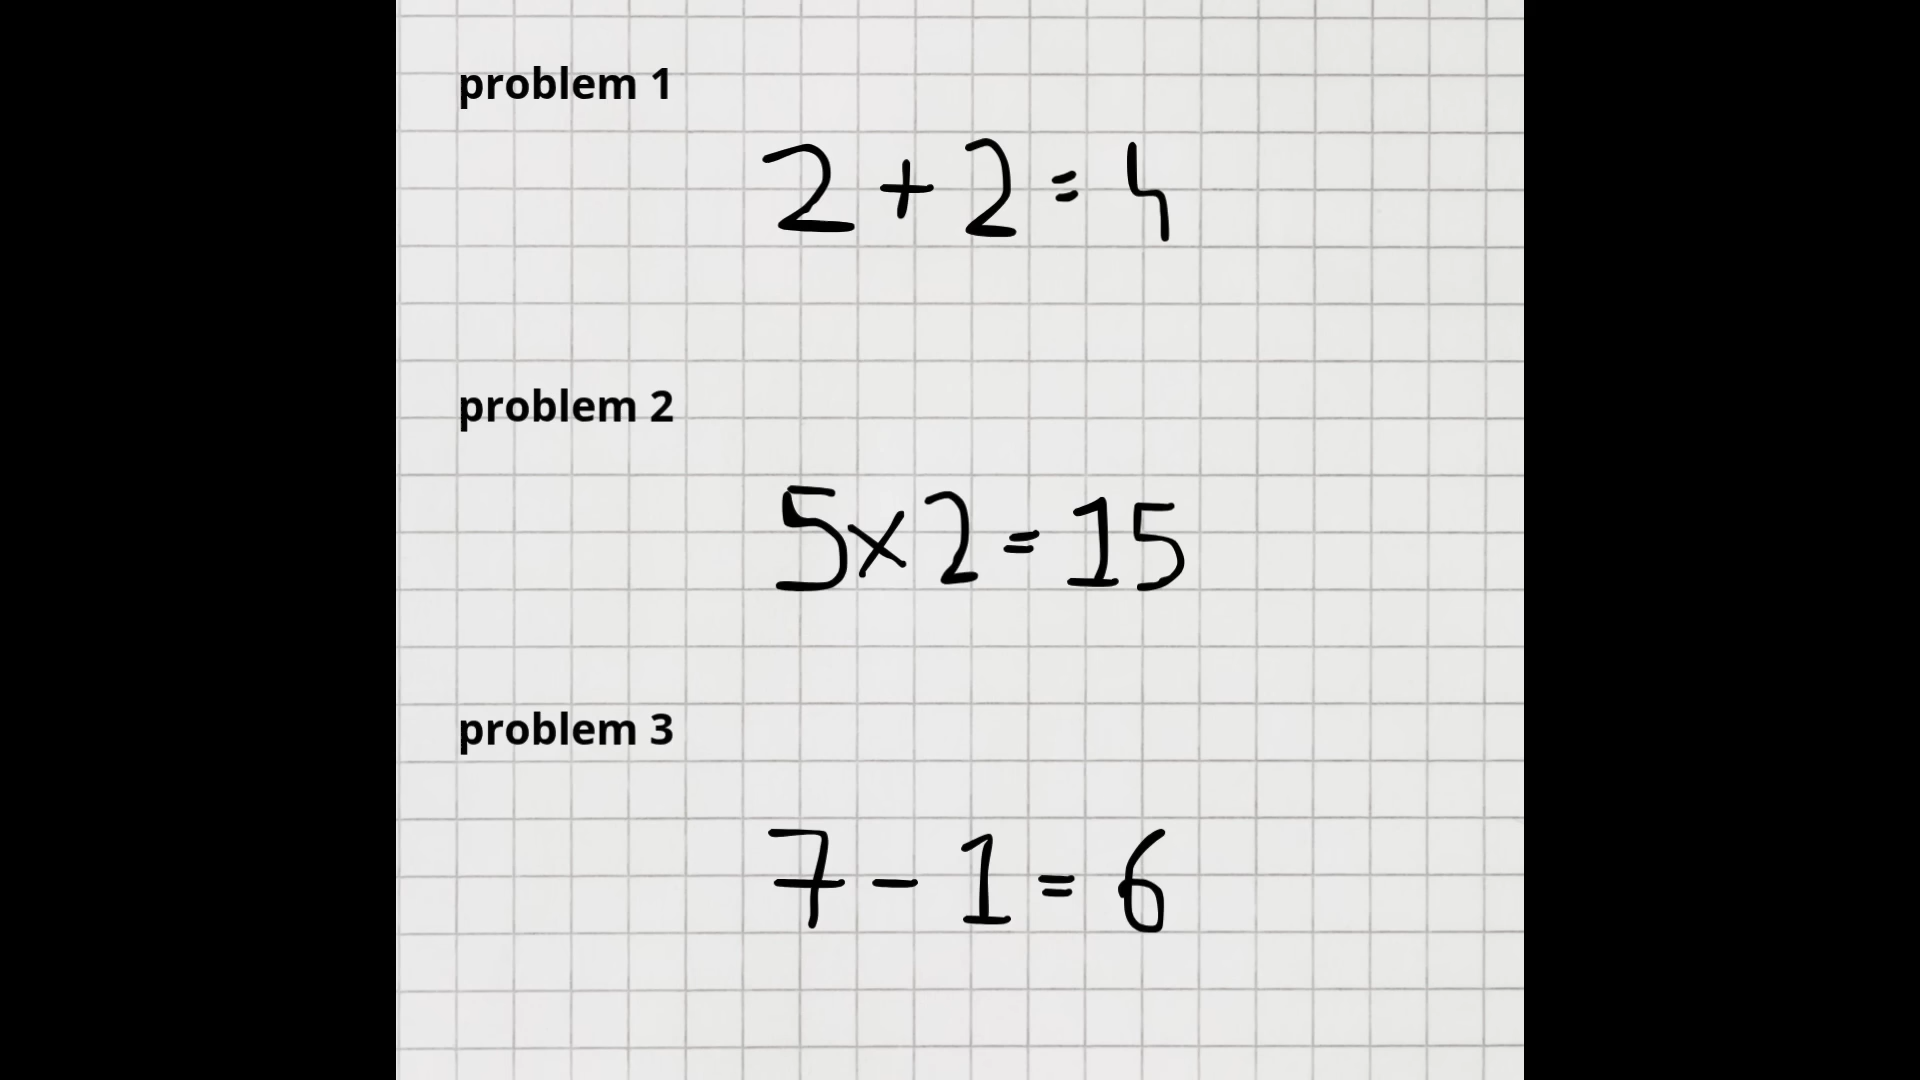 problem 1
2 + 2 = 4
problem 2
5 x 2 = 15
problem 3
7 - 1 = 6